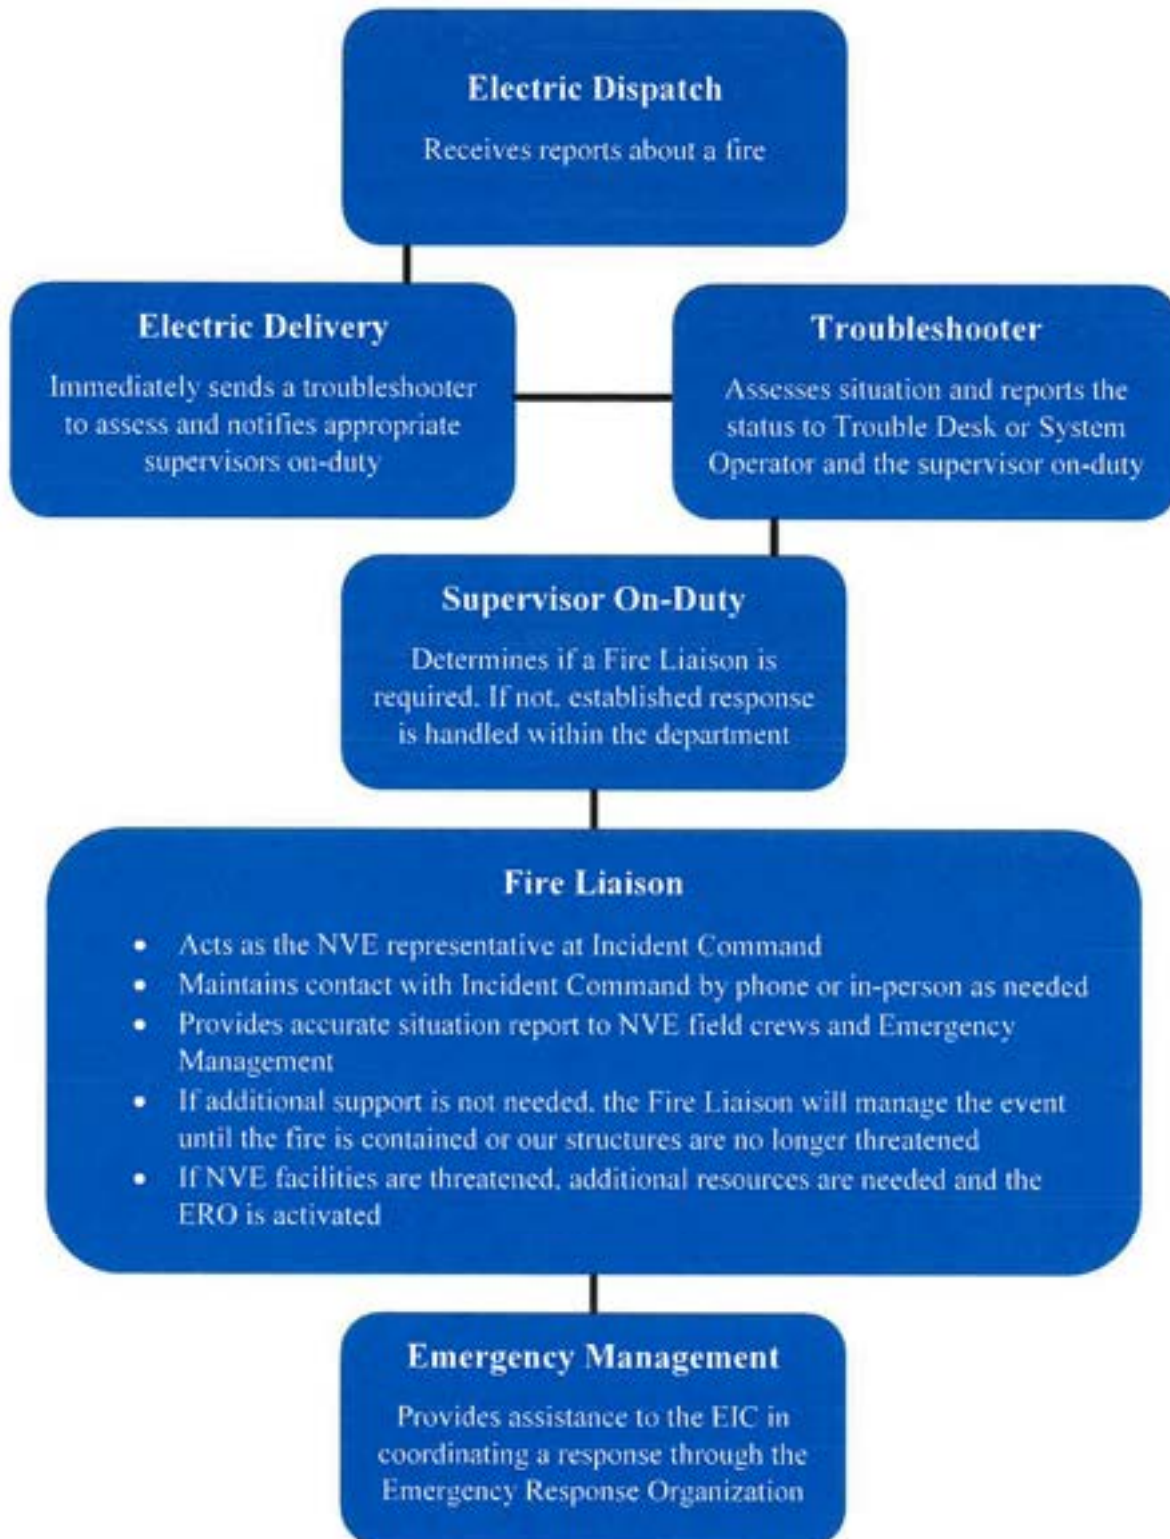 Electric Dispatch
Receives reports about a fire
Electric Delivery
Immediately sends a troubleshooter
to assess and notifies appropriate
supervisors on-duty
Troubleshooter
Assesses situation and reports the
status to Trouble Desk or System
Operator and the supervisor on-duty
Supervisor On-Duty
Determines if a Fire Liaison is
required. If not, established response
is handled within the department
Fire Liaison
• Acts as the NVE representative at Incident Command
• Maintains contact with Incident Command by phone or in-person as needed
• Provides accurate situation report to NVE field crews and Emergency
Management
• If additional support is not needed, the Fire Liaison will manage the event
until the fire is contained or our structures are no longer threatened
• If NVE facilities are threatened, additional resources are needed and the
ERO is activated
Emergency Management
Provides assistance to the EIC in
coordinating a response through the
Emergency Response Organization